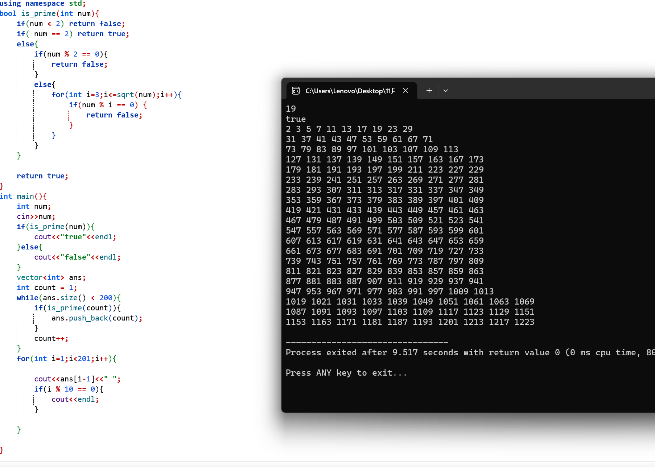 using namespace std;
bool is_prime(int num){
if(num < 2) return false;
if( num == 2) return true;
else{
if(num % 2 == 0){
return false;
}
else{
for(int i=3;i<=sqrt(num);i++){
if(num % i == 0) {
return false;
}
}
}
}
return true;
}
int main(){
int num;
cin>>num;
if(is_prime(num)){
cout<<"true"<<endl;
}else{
cout<<"false"<<endl;
}
vector<int> ans;
int count = 1;
while(ans.size() < 200){
if(is_prime(count)){
ans.push_back(count);
}
count++;
}
for(int i=1;i<201;i++){
cout<<ans[i-1]<<" ";
if(i % 10 == 0){
cout<<endl;
}
}
}
C:\Users\Lenovo\Desktop\11月
19
true
2 3 5 7 11 13 17 19 23 29
31 37 41 43 47 53 59 61 67 71
73 79 83 89 97 101 103 107 109 113
127 131 137 139 149 151 157 163 167 173
179 181 191 193 197 199 211 223 227 229
233 239 241 251 257 263 269 271 277 281
283 293 307 311 313 317 331 337 347 349
353 359 367 373 379 383 389 397 401 409
419 421 431 433 439 443 449 457 461 463
467 479 487 491 499 503 509 521 523 541
547 557 563 569 571 577 587 593 599 601
607 613 617 619 631 641 643 647 653 659
661 673 677 683 691 701 709 719 727 733
739 743 751 757 761 769 773 787 797 809
811 821 823 827 829 839 853 857 859 863
877 881 883 887 907 911 919 929 937 941
947 953 967 971 977 983 991 997 1009 1013
1019 1021 1031 1033 1039 1049 1051 1061 1063 1069
1087 1091 1093 1097 1103 1109 1117 1123 1129 1151
1153 1163 1171 1181 1187 1193 1201 1213 1217 1223
--------------------------------
Process exited after 9.517 seconds with return value 0 (0 ms cpu time, 86
Press ANY key to exit...